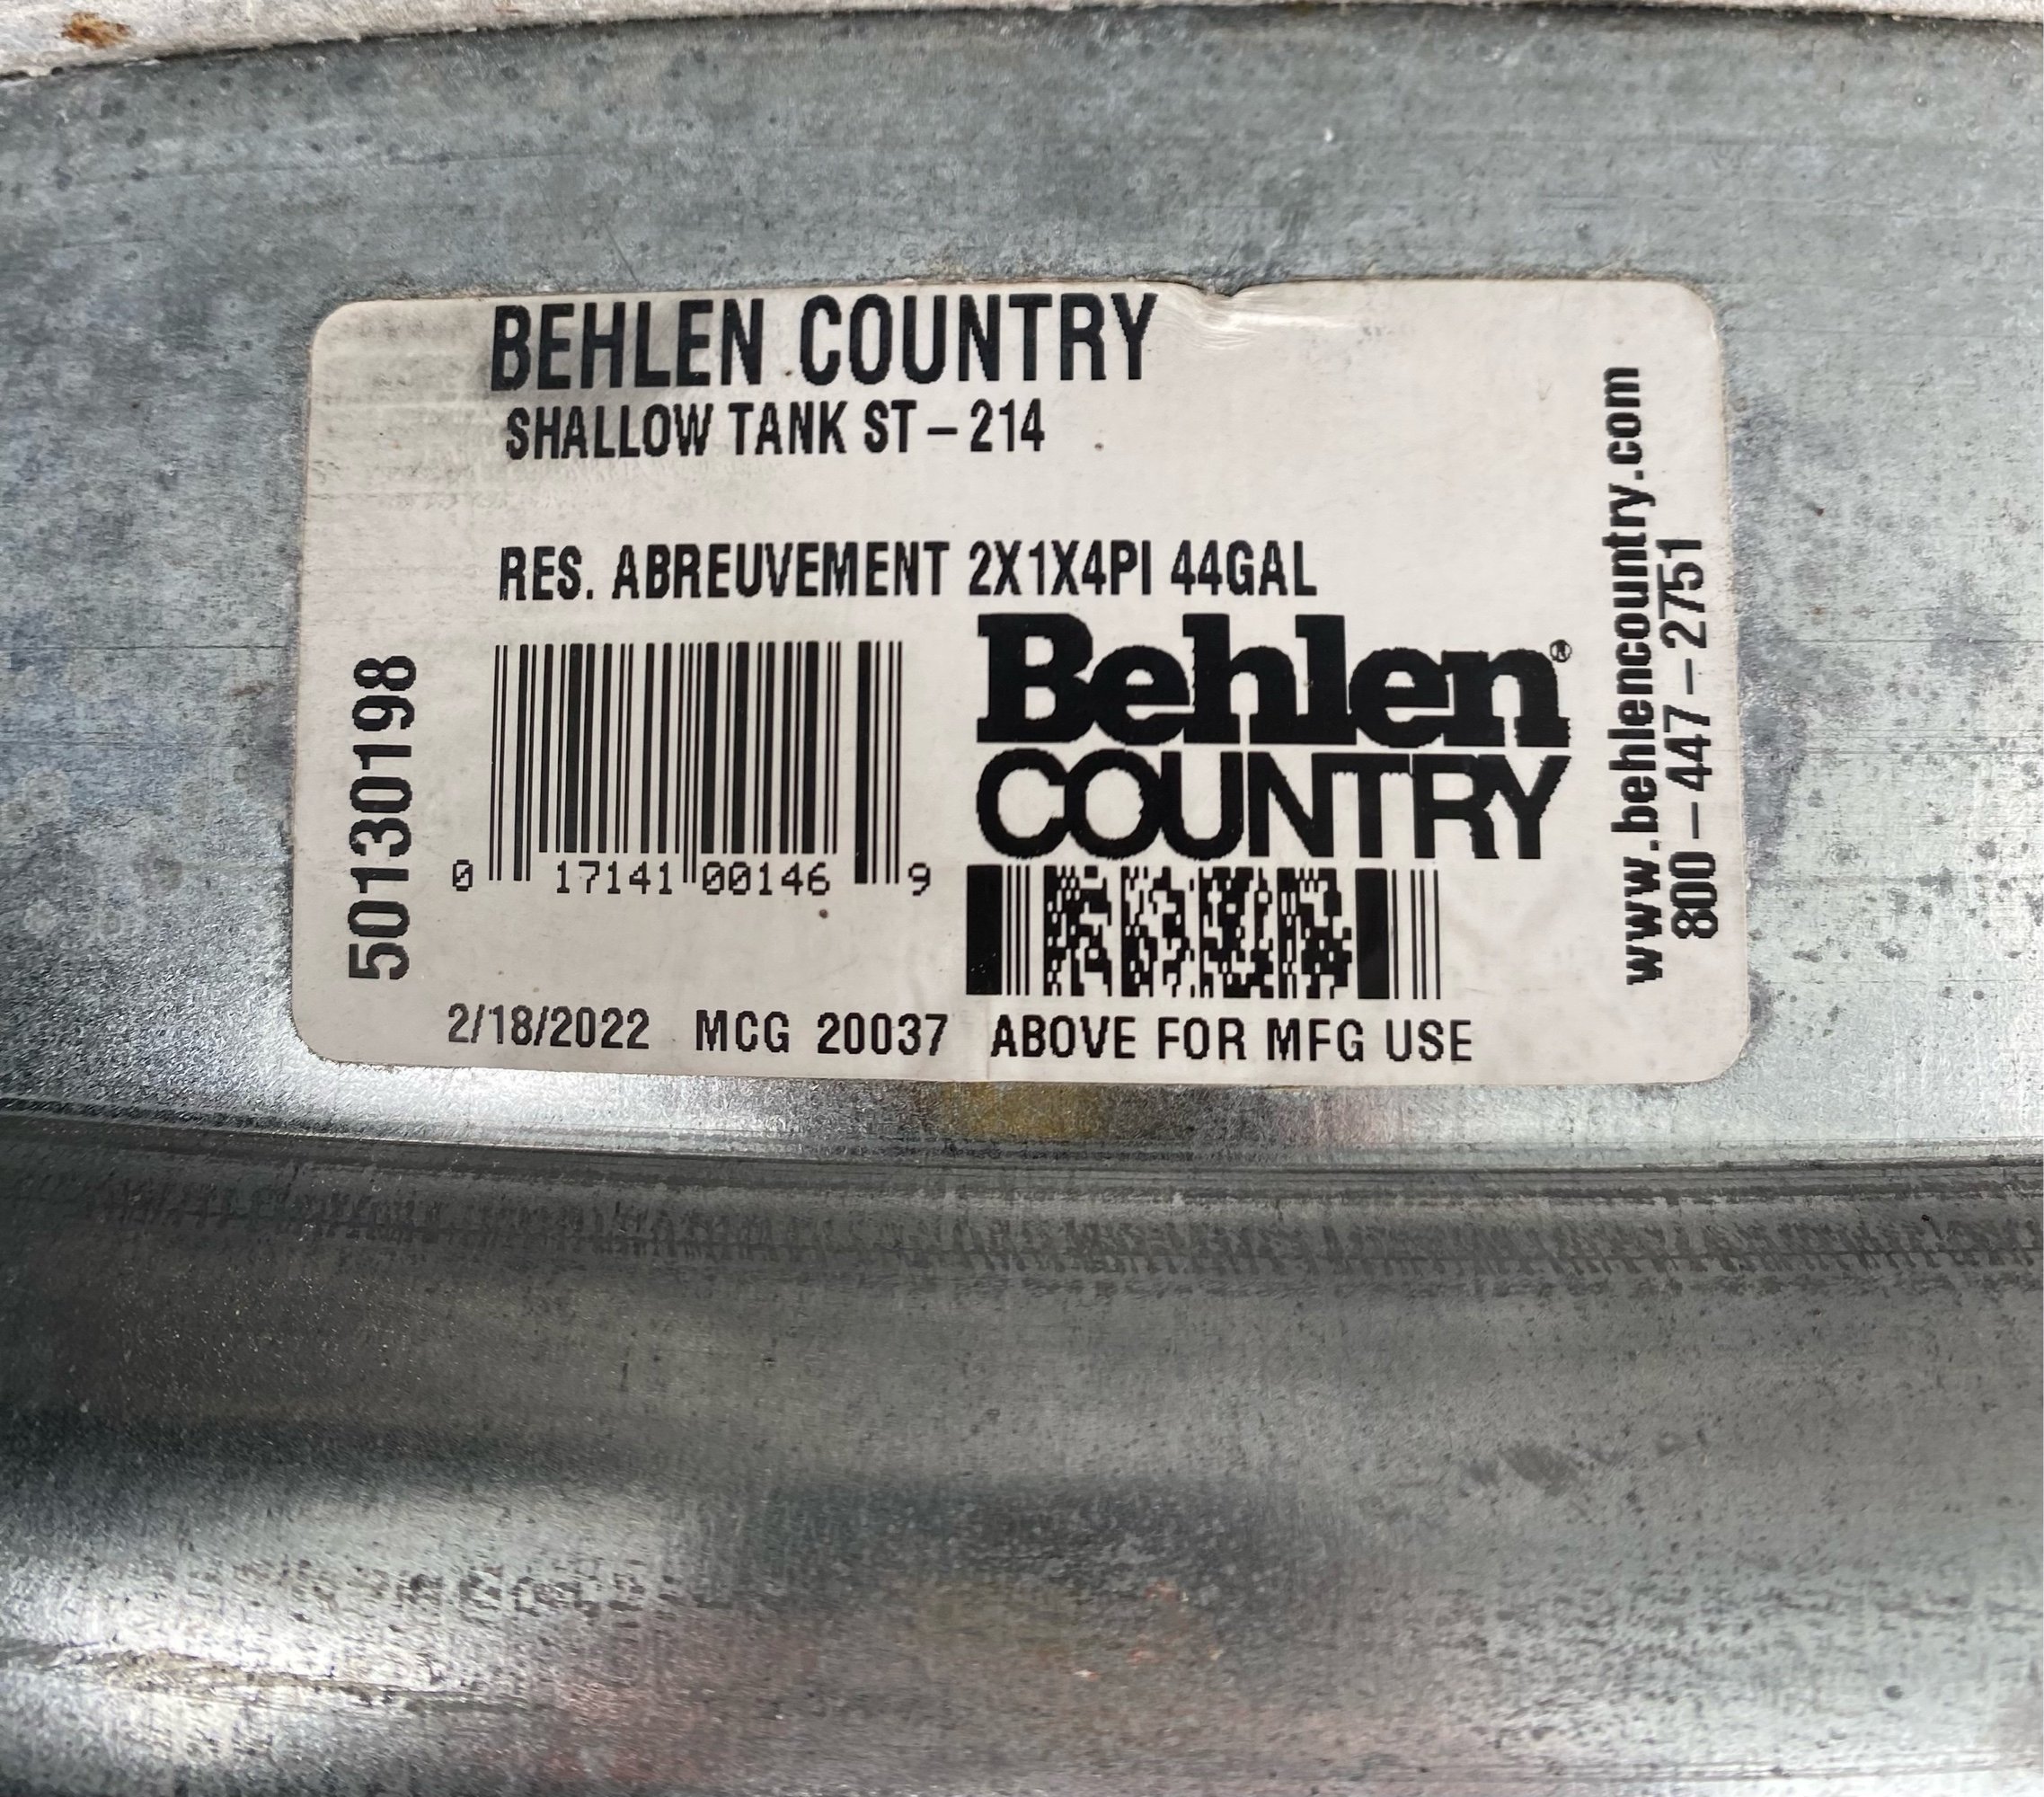 BEHLEN COUNTRY
SHALLOW TANK ST-214
RES. ABREUVEMENT 2X1X4PI 44GAL
50130198
0 17141 00146 9
Behlen®
COUNTRY
www.behlencountry.com
800-447-2751
2/18/2022 MCG 20037 ABOVE FOR MFG USE